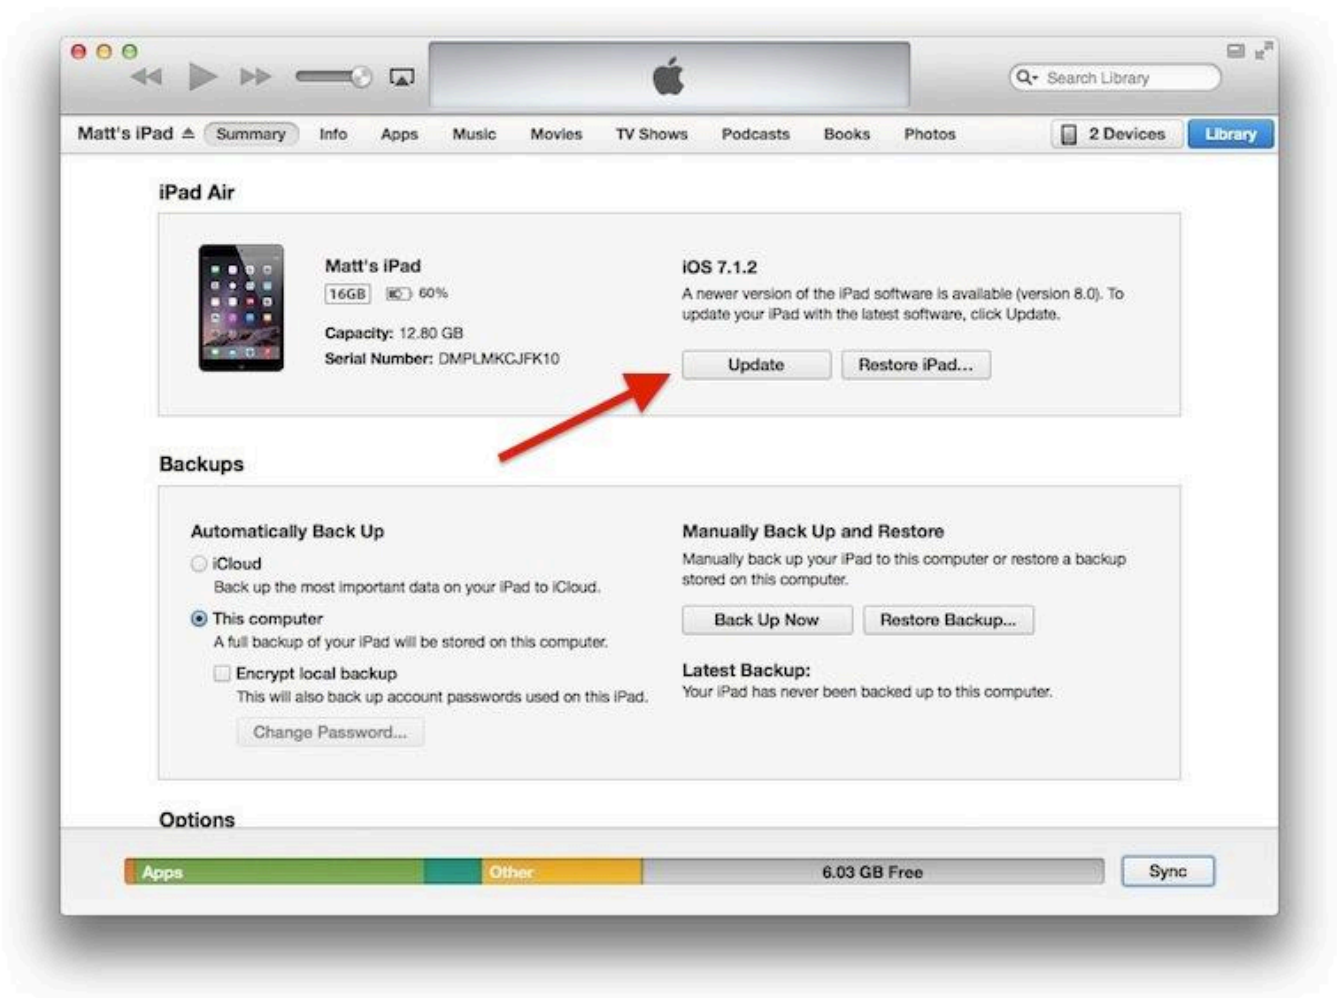 Search Library
Matt's iPad Summary Info Apps Music Movies TV Shows Podcasts Books Photos 2 Devices Library
iPad Air
Matt's iPad
16GB 60%
Capacity: 12.80 GB
Serial Number: DMPLMKCJFK10
iOS 7.1.2
A newer version of the iPad software is available (version 8.0). To
update your iPad with the latest software, click Update.
Update Restore iPad...
Backups
Automatically Back Up
iCloud
Back up the most important data on your iPad to iCloud.
This computer
A full backup of your iPad will be stored on this computer.
Encrypt local backup
This will also back up account passwords used on this iPad.
Change Password...
Manually Back Up and Restore
Manually back up your iPad to this computer or restore a backup
stored on this computer.
Back Up Now Restore Backup...
Latest Backup:
Your iPad has never been backed up to this computer.
Options
Apps Other 6.03 GB Free Sync